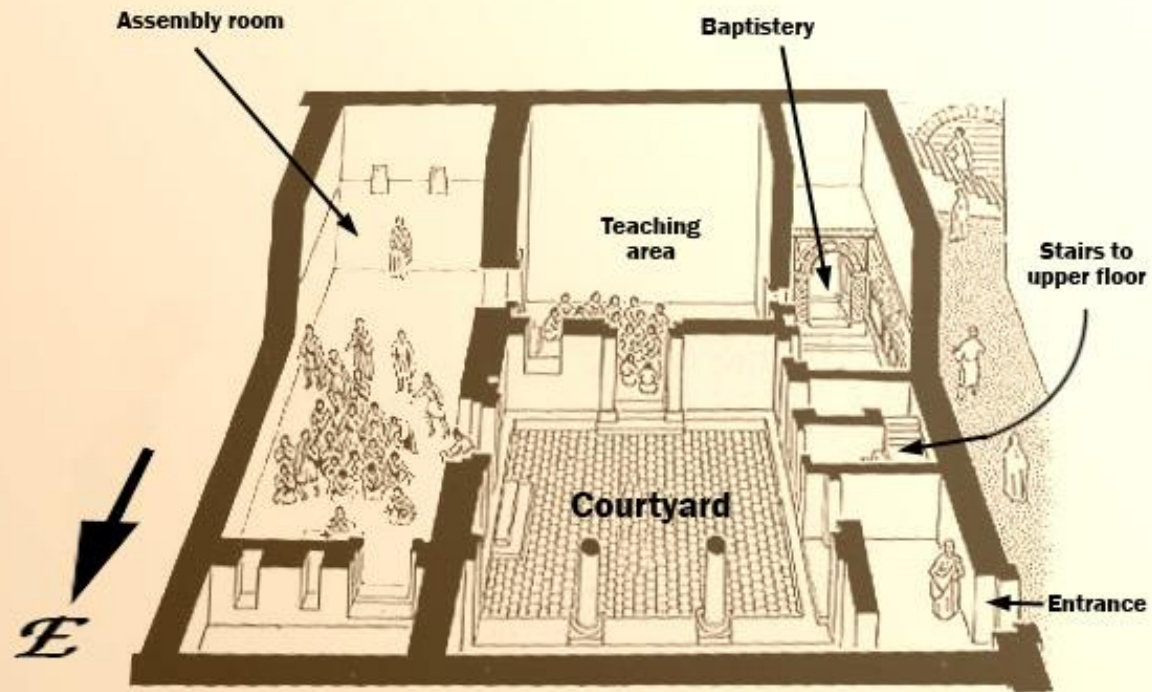 Assembly room
Baptistery
Teaching
area
Stairs to
upper floor
Courtyard
Entrance
E